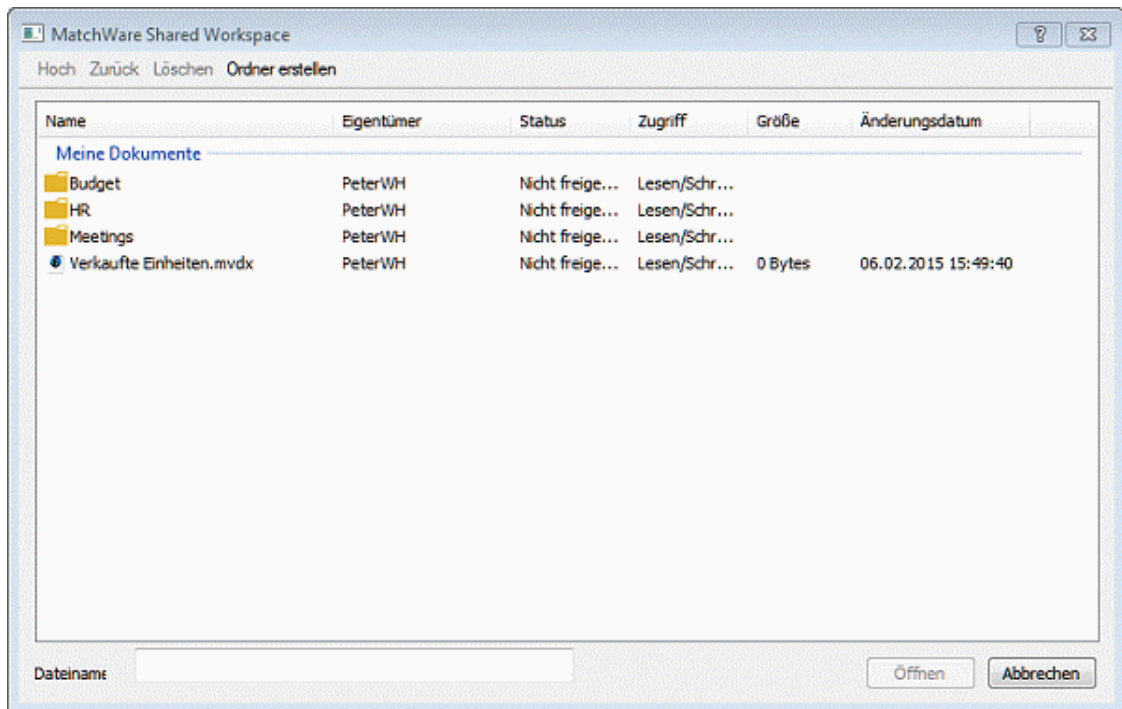 MatchWare Shared Workspace
Hoch Zurück Löschen Ordner erstellen
Name Eigentümer Status Zugriff Größe Änderungsdatum
Meine Dokumente
Budget PeterWH Nicht freige... Lesen/Schr...
HR PeterWH Nicht freige... Lesen/Schr...
Meetings PeterWH Nicht freige... Lesen/Schr...
Verkaufte Einheiten.mvdx PeterWH Nicht freige... Lesen/Schr... 0 Bytes 06.02.2015 15:49:40
Dateiname Öffnen Abbrechen